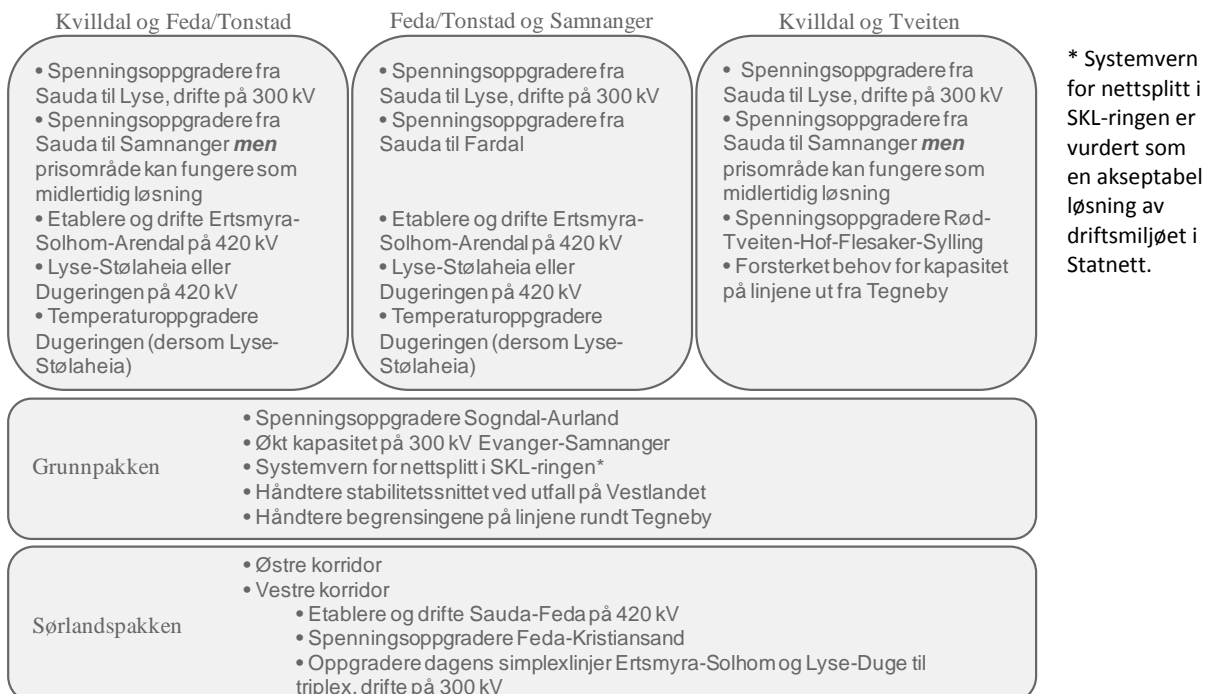 Kvilldal og Feda/Tonstad
• Spenningsoppgradere fra
Sauda til Lyse, drifte på 300 kV
• Spenningsoppgradere fra
Sauda til Samnanger men
prisområde kan fungere som
midlertidig løsning
• Etablere og drifte Ertsmyra-
Solhom-Arendal på 420 kV
• Lyse-Stølaheia eller
Dugeringen på 420 kV
• Temperaturoppgradere
Dugeringen (dersom Lyse-
Stølaheia)
Feda/Tonstad og Samnanger
• Spenningsoppgradere fra
Sauda til Lyse, drifte på 300 kV
• Spenningsoppgradere fra
Sauda til Fardal
• Etablere og drifte Ertsmyra-
Solhom-Arendal på 420 kV
• Lyse-Stølaheia eller
Dugeringen på 420 kV
• Temperaturoppgradere
Dugeringen (dersom Lyse-
Stølaheia)
Kvilldal og Tveiten
• Spenningsoppgradere fra
Sauda til Lyse, drifte på 300 kV
• Spenningsoppgradere fra
Sauda til Samnanger men
prisområde kan fungere som
midlertidig løsning
• Spenningsoppgradere Rød-
Tveiten-Hof-Flesaker-Sylling
• Forsterket behov for kapasitet
på linjene ut fra Tegneby
* Systemvern
for nettsplitt i
SKL-ringen er
vurdert som
en akseptabel
løsning av
driftsmiljøet i
Statnett.
Grunnpakken
• Spenningsoppgradere Sogndal-Aurland
• Økt kapasitet på 300 kV Evanger-Samnanger
• Systemvern for nettsplitt i SKL-ringen*
• Håndtere stabilitetssnittet ved utfall på Vestlandet
• Håndtere begrensingene på linjene rundt Tegneby
Sørlandspakken
• Østre korridor
• Vestre korridor
• Etablere og drifte Sauda-Feda på 420 kV
• Spenningsoppgradere Feda-Kristiansand
• Oppgradere dagens simplexlinjer Ertsmyra-Solhom og Lyse-Duge til
triplex, drifte på 300 kV